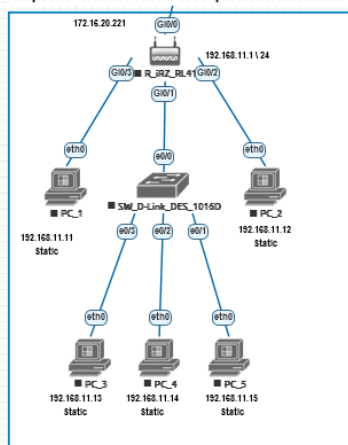 172.16.20.221
Gi0/0
192.168.11.1 \ 24
R_iRZ_RL41
Gi0/3
Gi0/1
Gi0/2
eth0
e0/0
eth0
PC_1
SW_D-Link_DES_1016D
PC_2
192.168.11.11
Static
192.168.11.12
Static
e0/3
e0/2
e0/1
eth0
eth0
eth0
PC_3
PC_4
PC_5
192.168.11.13
Static
192.168.11.14
Static
192.168.11.15
Static